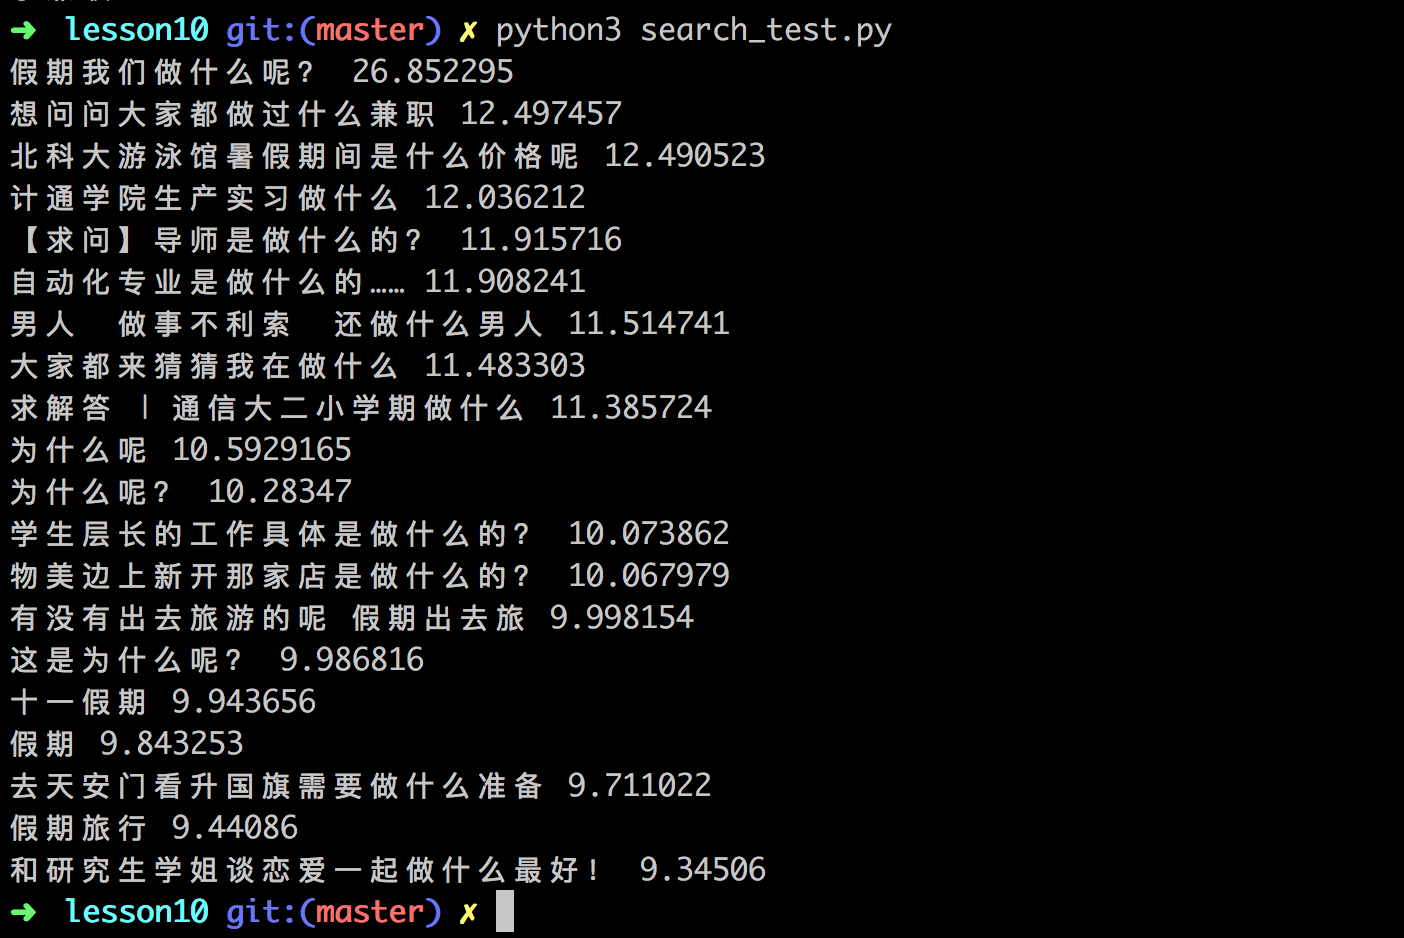 ➜  lesson10 git:(master) ✗ python3 search_test.py
假期我们做什么呢？ 26.852295
想问问大家都做过什么兼职 12.497457
北科大游泳馆暑假期间是什么价格呢 12.490523
计通学院生产实习做什么 12.036212
【求问】导师是做什么的？ 11.915716
自动化专业是做什么的…… 11.908241
男人　做事不利索　还做什么男人 11.514741
大家都来猜猜我在做什么 11.483303
求解答 | 通信大二小学期做什么 11.385724
为什么呢 10.5929165
为什么呢？ 10.28347
学生层长的工作具体是做什么的？ 10.073862
物美边上新开那家店是做什么的？ 10.067979
有没有出去旅游的呢 假期出去旅 9.998154
这是为什么呢？ 9.986816
十一假期 9.943656
假期 9.843253
去天安门看升国旗需要做什么准备 9.711022
假期旅行 9.44086
和研究生学姐谈恋爱一起做什么最好！ 9.34506
➜  lesson10 git:(master) ✗